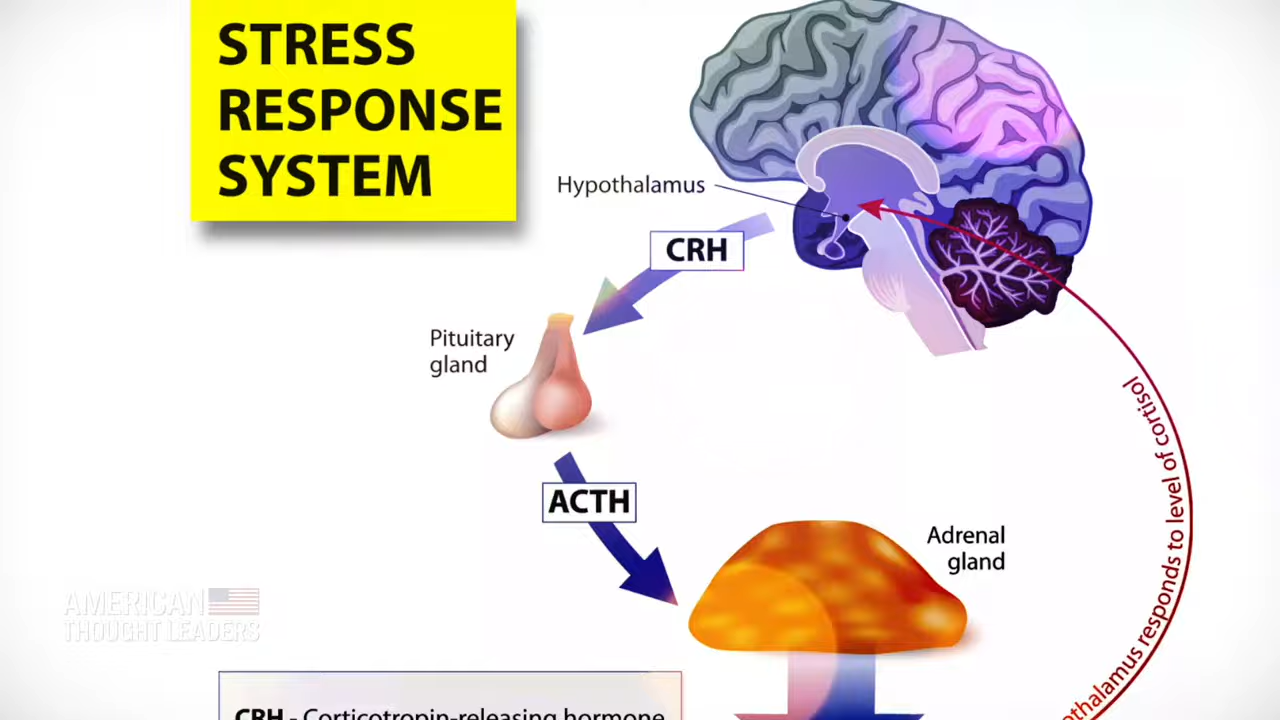 STRESS
RESPONSE
SYSTEM
Hypothalamus
CRH
Pituitary
gland
ACTH
Adrenal
gland
pothalamus responds to level of cortisol
AMERICAN
THOUGHT LEADERS
CRH - Corticotropin-releasing hormone